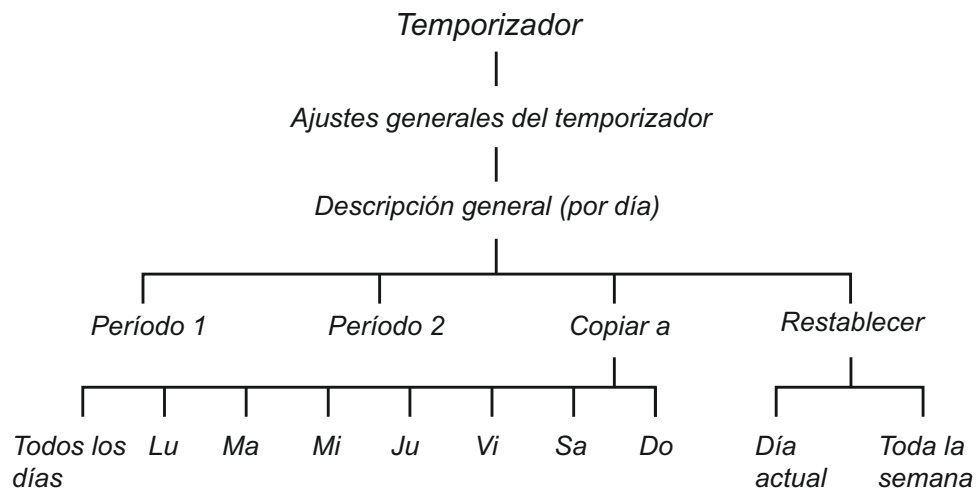 Temporizador
Ajustes generales del temporizador
Descripción general (por día)
Período 1
Período 2
Copiar a
Restablecer
Todos los
días
Lu
Ma
Mi
Ju
Vi
Sa
Do
Día
actual
Toda la
semana